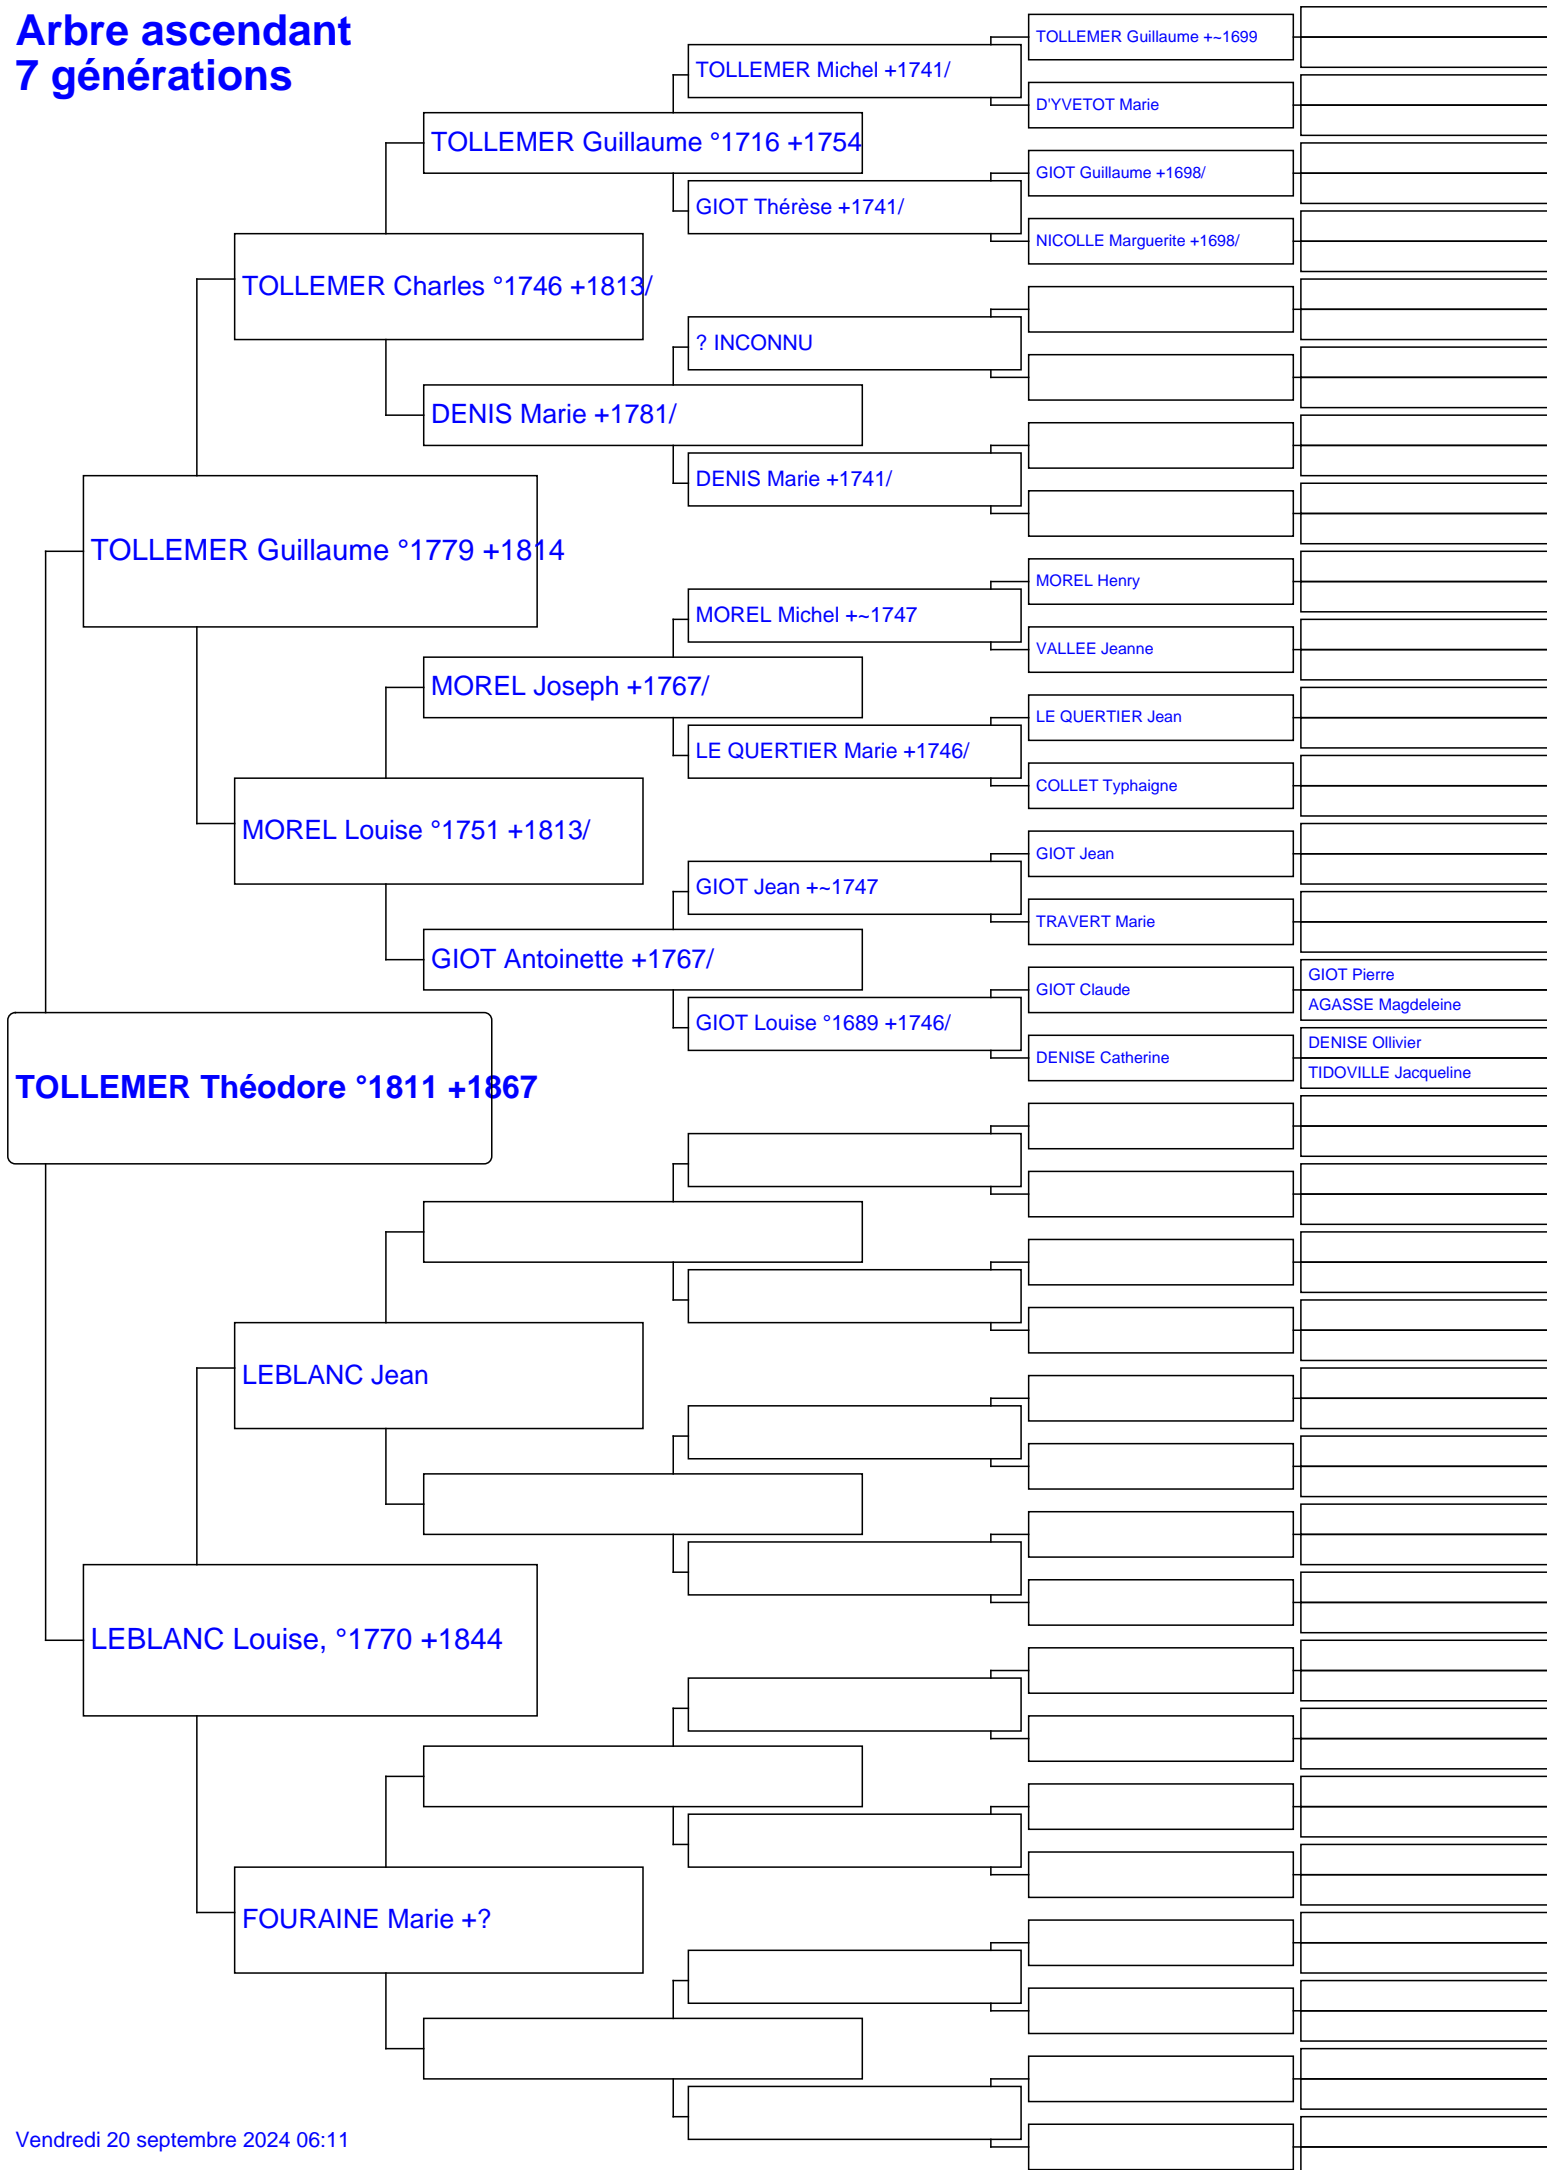 Arbre ascendant
7 générations
TOLLEMER Guillaume +~1699
TOLLEMER Michel +1741/
D'YVETOT Marie
TOLLEMER Guillaume °1716 +1754
GIOT Guillaume +1698/
GIOT Thérèse +1741/
NICOLLE Marguerite +1698/
TOLLEMER Charles °1746 +1813/
? INCONNU
DENIS Marie +1781/
DENIS Marie +1741/
TOLLEMER Guillaume °1779 +1814
MOREL Henry
MOREL Michel +~1747
VALLEE Jeanne
MOREL Joseph +1767/
LE QUERTIER Jean
LE QUERTIER Marie +1746/
COLLET Typhaigne
MOREL Louise °1751 +1813/
GIOT Jean
GIOT Jean +~1747
TRAVERT Marie
GIOT Antoinette +1767/
GIOT Pierre
GIOT Claude
AGASSE Magdeleine
GIOT Louise °1689 +1746/
DENISE Ollivier
DENISE Catherine
TIDOVILLE Jacqueline
TOLLEMER Théodore °1811 +1867
LEBLANC Jean
LEBLANC Louise, °1770 +1844
FOURAINE Marie +?
Vendredi 20 septembre 2024 06:11